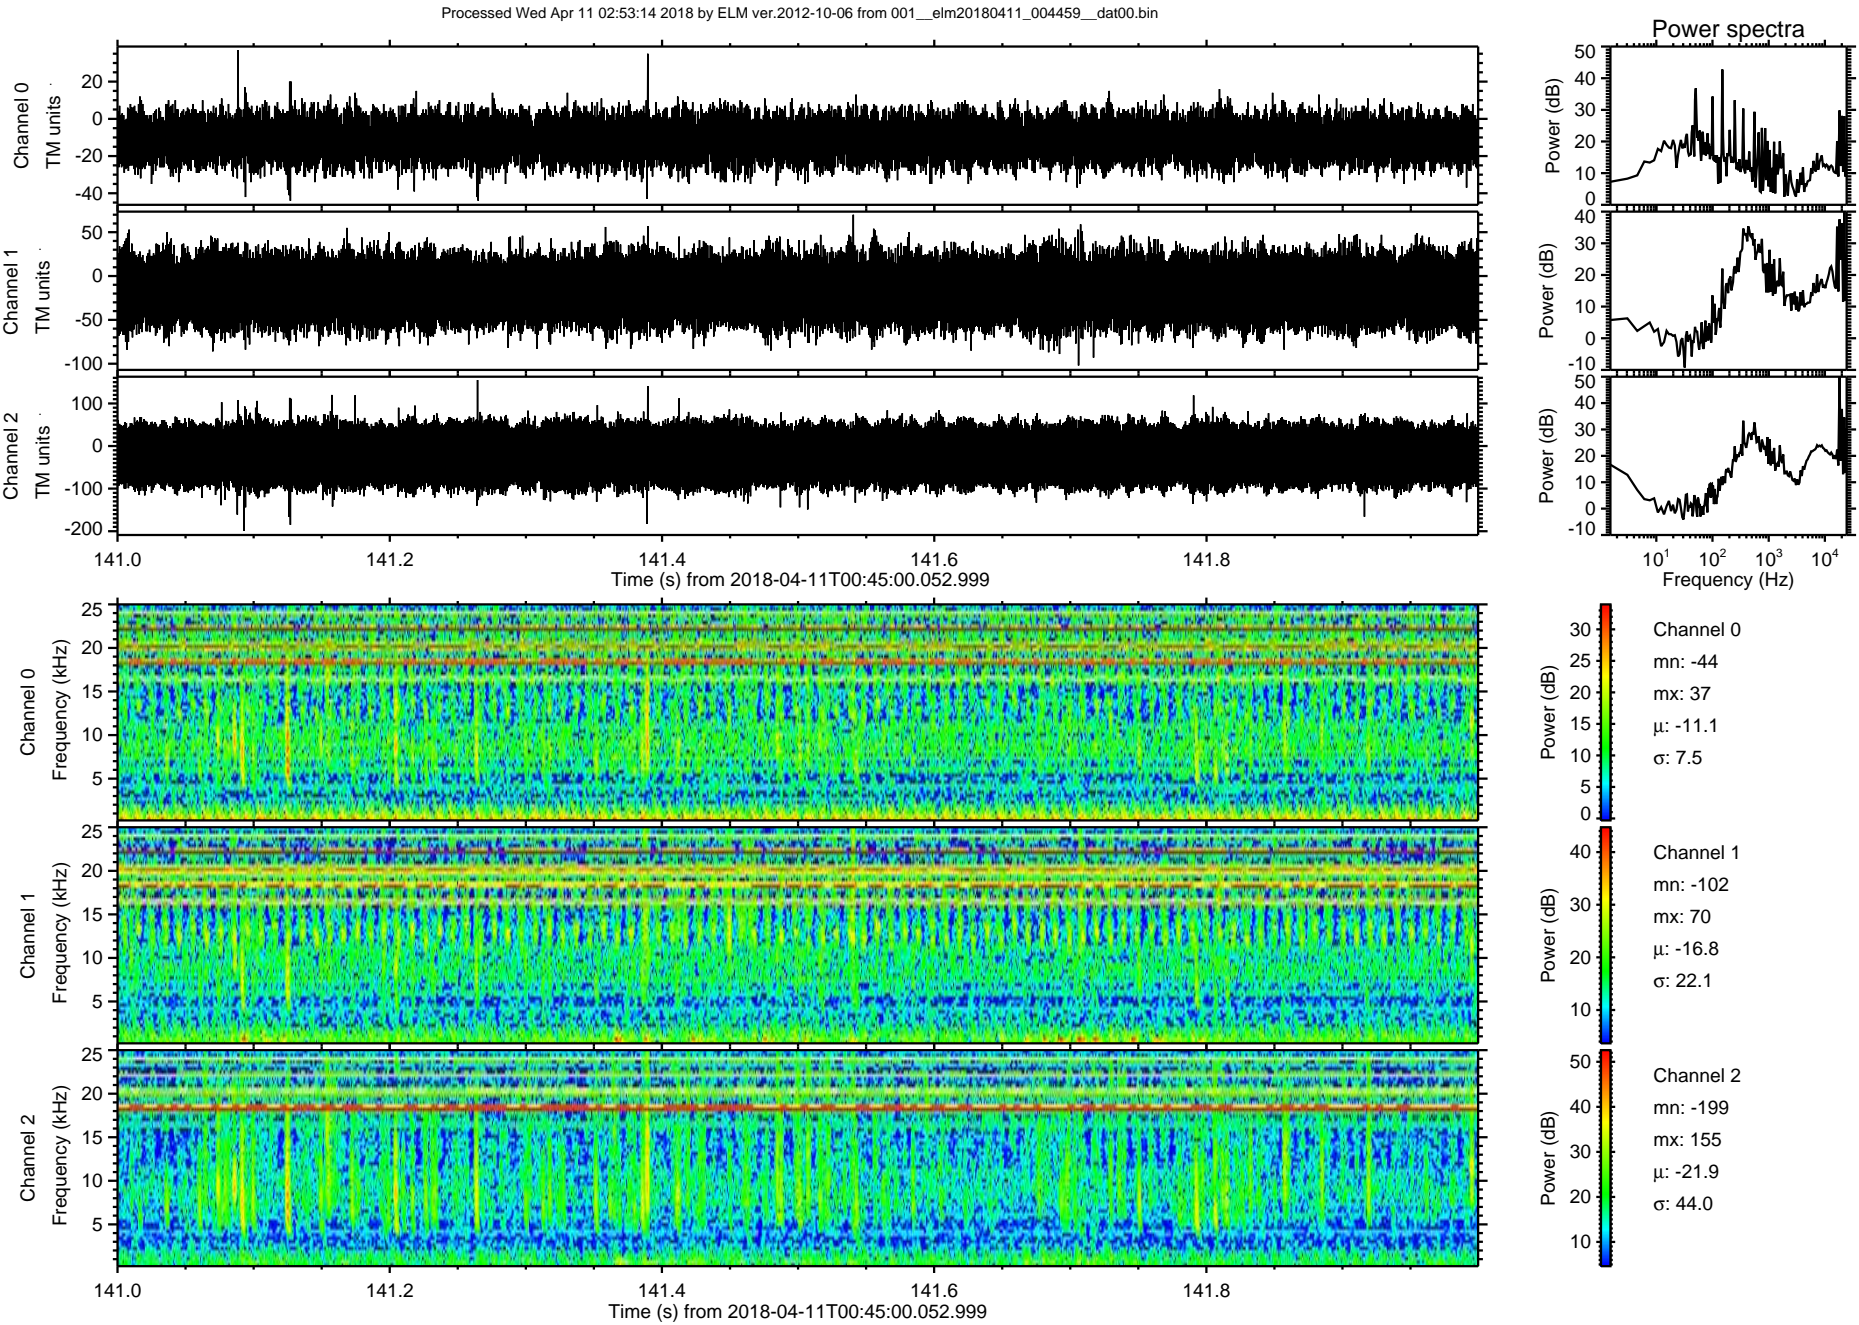 Processed Wed Apr 11 02:53:14 2018 by ELM ver.2012-10-06 from 001__elm20180411_004459__dat00.bin
Power spectra
Channel 0
TM units
20
0
-20
-40
Power (dB)
50
40
30
20
10
0
Channel 1
TM units
50
0
-50
-100
Power (dB)
40
30
20
10
0
-10
Channel 2
TM units
100
0
-100
-200
Power (dB)
50
40
30
20
10
0
-10
141.0 141.2 141.4 141.6 141.8
Time (s) from 2018-04-11T00:45:00.052.999
10^1 10^2 10^3 10^4
Frequency (Hz)
Channel 0
Frequency (kHz)
25
20
15
10
5
Power (dB)
30
25
20
15
10
5
0
Channel 0
mn: -44
mx: 37
μ: -11.1
σ: 7.5
Channel 1
Frequency (kHz)
25
20
15
10
5
Power (dB)
40
30
20
10
Channel 1
mn: -102
mx: 70
μ: -16.8
σ: 22.1
Channel 2
Frequency (kHz)
25
20
15
10
5
Power (dB)
50
40
30
20
10
Channel 2
mn: -199
mx: 155
μ: -21.9
σ: 44.0
141.0 141.2 141.4 141.6 141.8
Time (s) from 2018-04-11T00:45:00.052.999